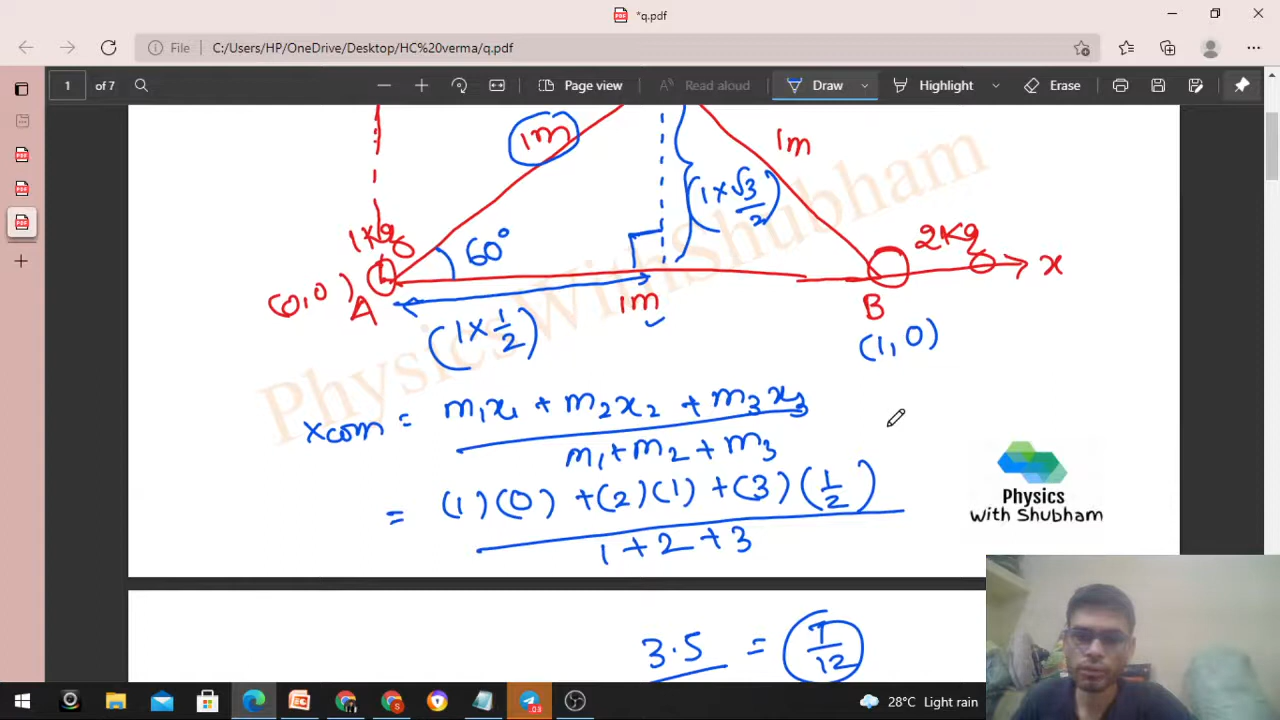 *q.pdf
File C:/Users/HP/OneDrive/Desktop/HC%20verma/q.pdf
1 of 7 Page view Read aloud Draw Highlight Erase
1m
1m
(1 × √3/2)
PhysicsWithShubham
1kg
60°
2kg
x
(0,0)
A
1m
B
(1 × 1/2)
(1, 0)
xcom = m₁x₁ + m₂x₂ + m₃x₃
m₁ + m₂ + m₃
= (1)(0) + (2)(1) + (3)(1/2)
1 + 2 + 3
Physics
With Shubham
3.5 = 7/12
28°C Light rain